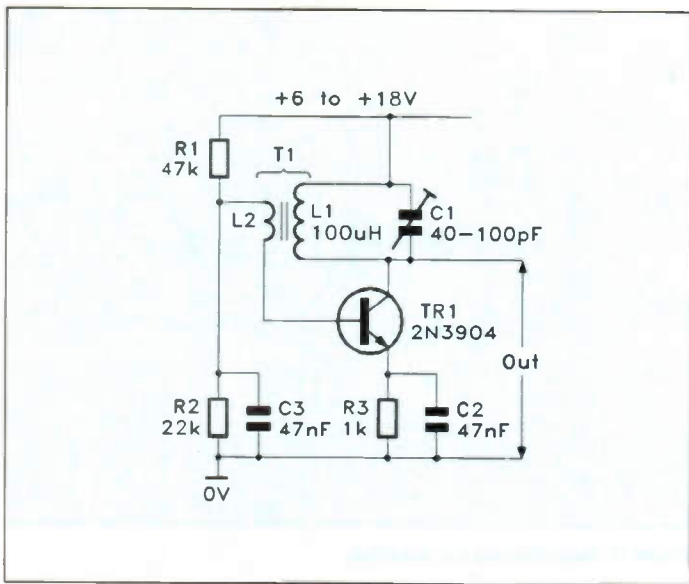 +6 to +18V
R1
47k
T1
L2
L1
100uH
C1
40-100pF
TR1
2N3904
Out
R2
22k
C3
47nF
R3
1k
C2
47nF
0V